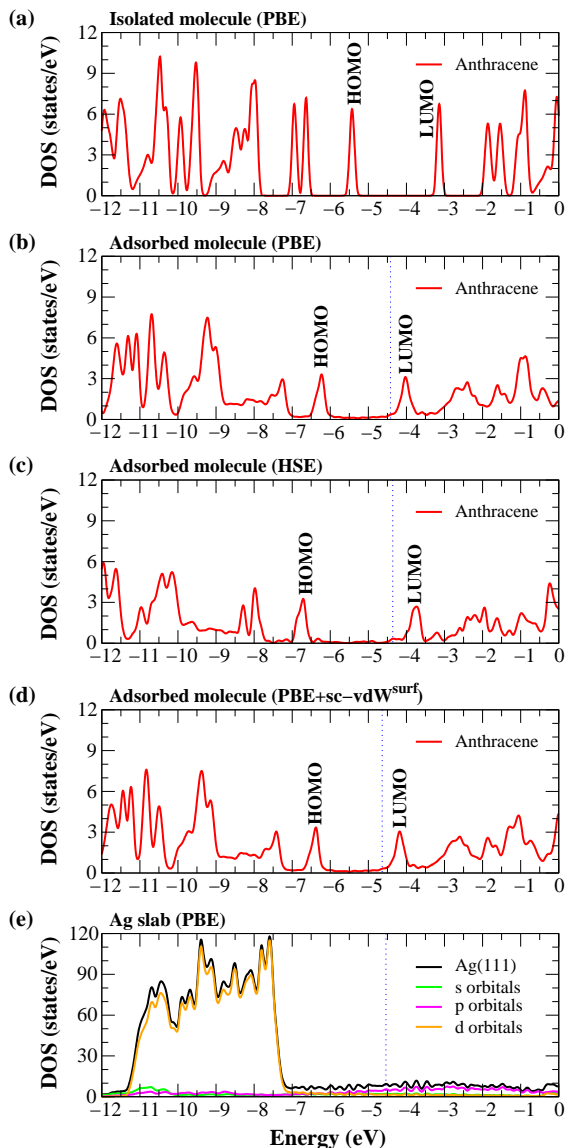 (a) Isolated molecule (PBE)
DOS (states/eV)
12
9
6
3
0
HOMO
LUMO
Anthracene
−12 −11 −10 −9 −8 −7 −6 −5 −4 −3 −2 −1 0
(b) Adsorbed molecule (PBE)
DOS (states/eV)
12
9
6
3
0
HOMO
LUMO
Anthracene
−12 −11 −10 −9 −8 −7 −6 −5 −4 −3 −2 −1 0
(c) Adsorbed molecule (HSE)
DOS (states/eV)
12
9
6
3
0
HOMO
LUMO
Anthracene
−12 −11 −10 −9 −8 −7 −6 −5 −4 −3 −2 −1 0
(d) Adsorbed molecule (PBE+sc−vdW^surf)
DOS (states/eV)
12
9
6
3
0
HOMO
LUMO
Anthracene
−12 −11 −10 −9 −8 −7 −6 −5 −4 −3 −2 −1 0
(e) Ag slab (PBE)
DOS (states/eV)
120
90
60
30
0
Ag(111)
s orbitals
p orbitals
d orbitals
−12 −11 −10 −9 −8 −7 −6 −5 −4 −3 −2 −1 0
Energy (eV)